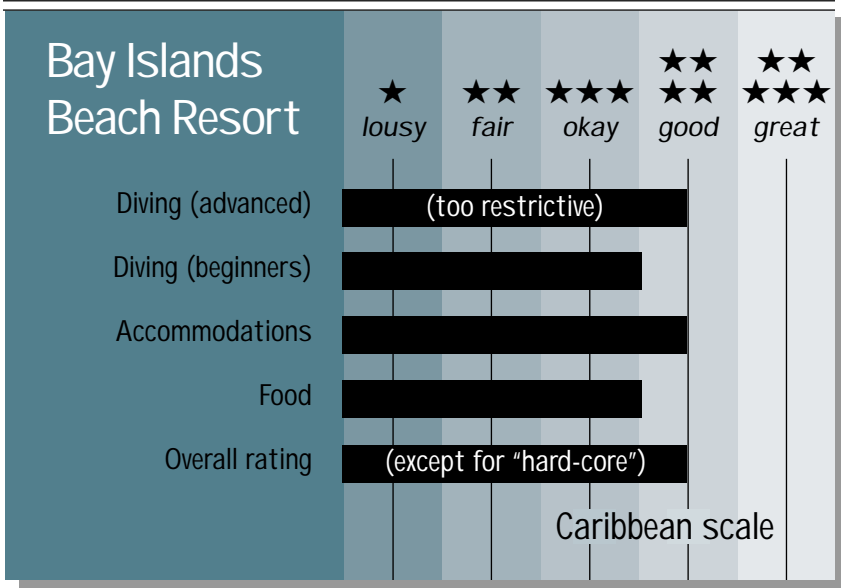 Bay Islands
Beach Resort
★ ★★ ★★★ ★★★★ ★★★★★
lousy fair okay good great
Diving (advanced) (too restrictive)
Diving (beginners)
Accommodations
Food
Overall rating (except for “hard-core”)
Caribbean scale